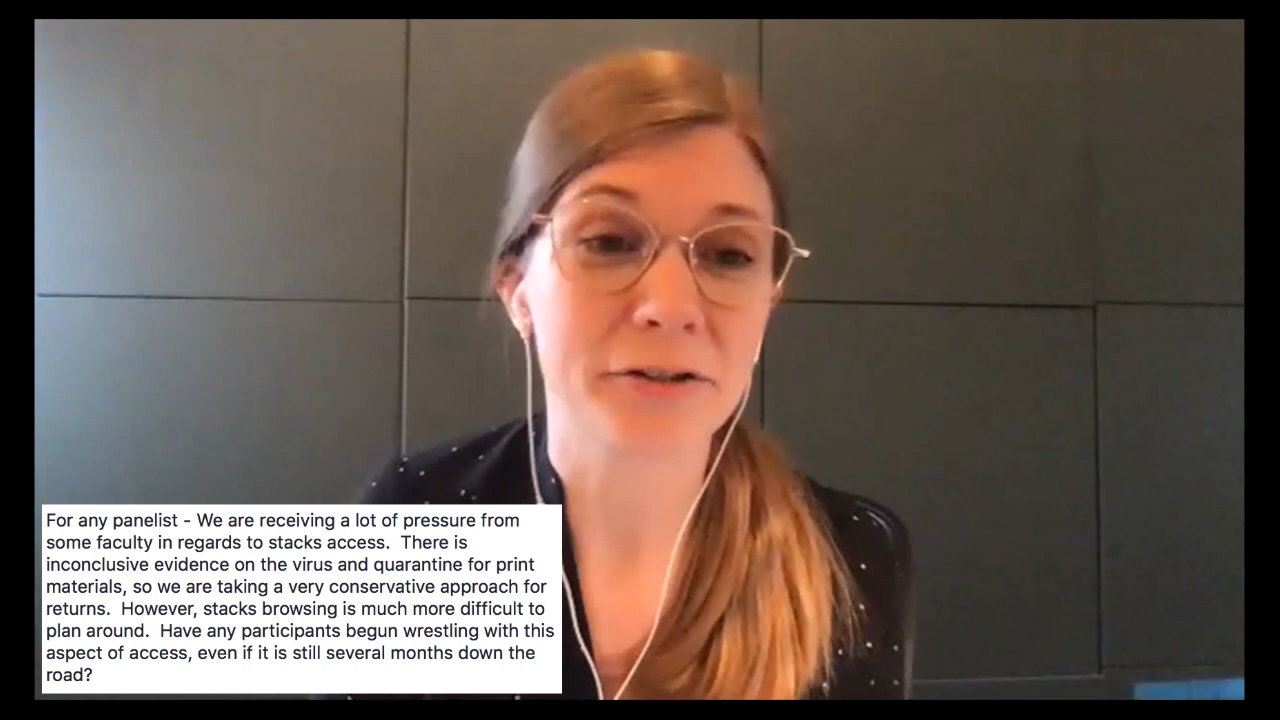 For any panelist - We are receiving a lot of pressure from
some faculty in regards to stacks access.  There is
inconclusive evidence on the virus and quarantine for print
materials, so we are taking a very conservative approach for
returns.  However, stacks browsing is much more difficult to
plan around.  Have any participants begun wrestling with this
aspect of access, even if it is still several months down the
road?